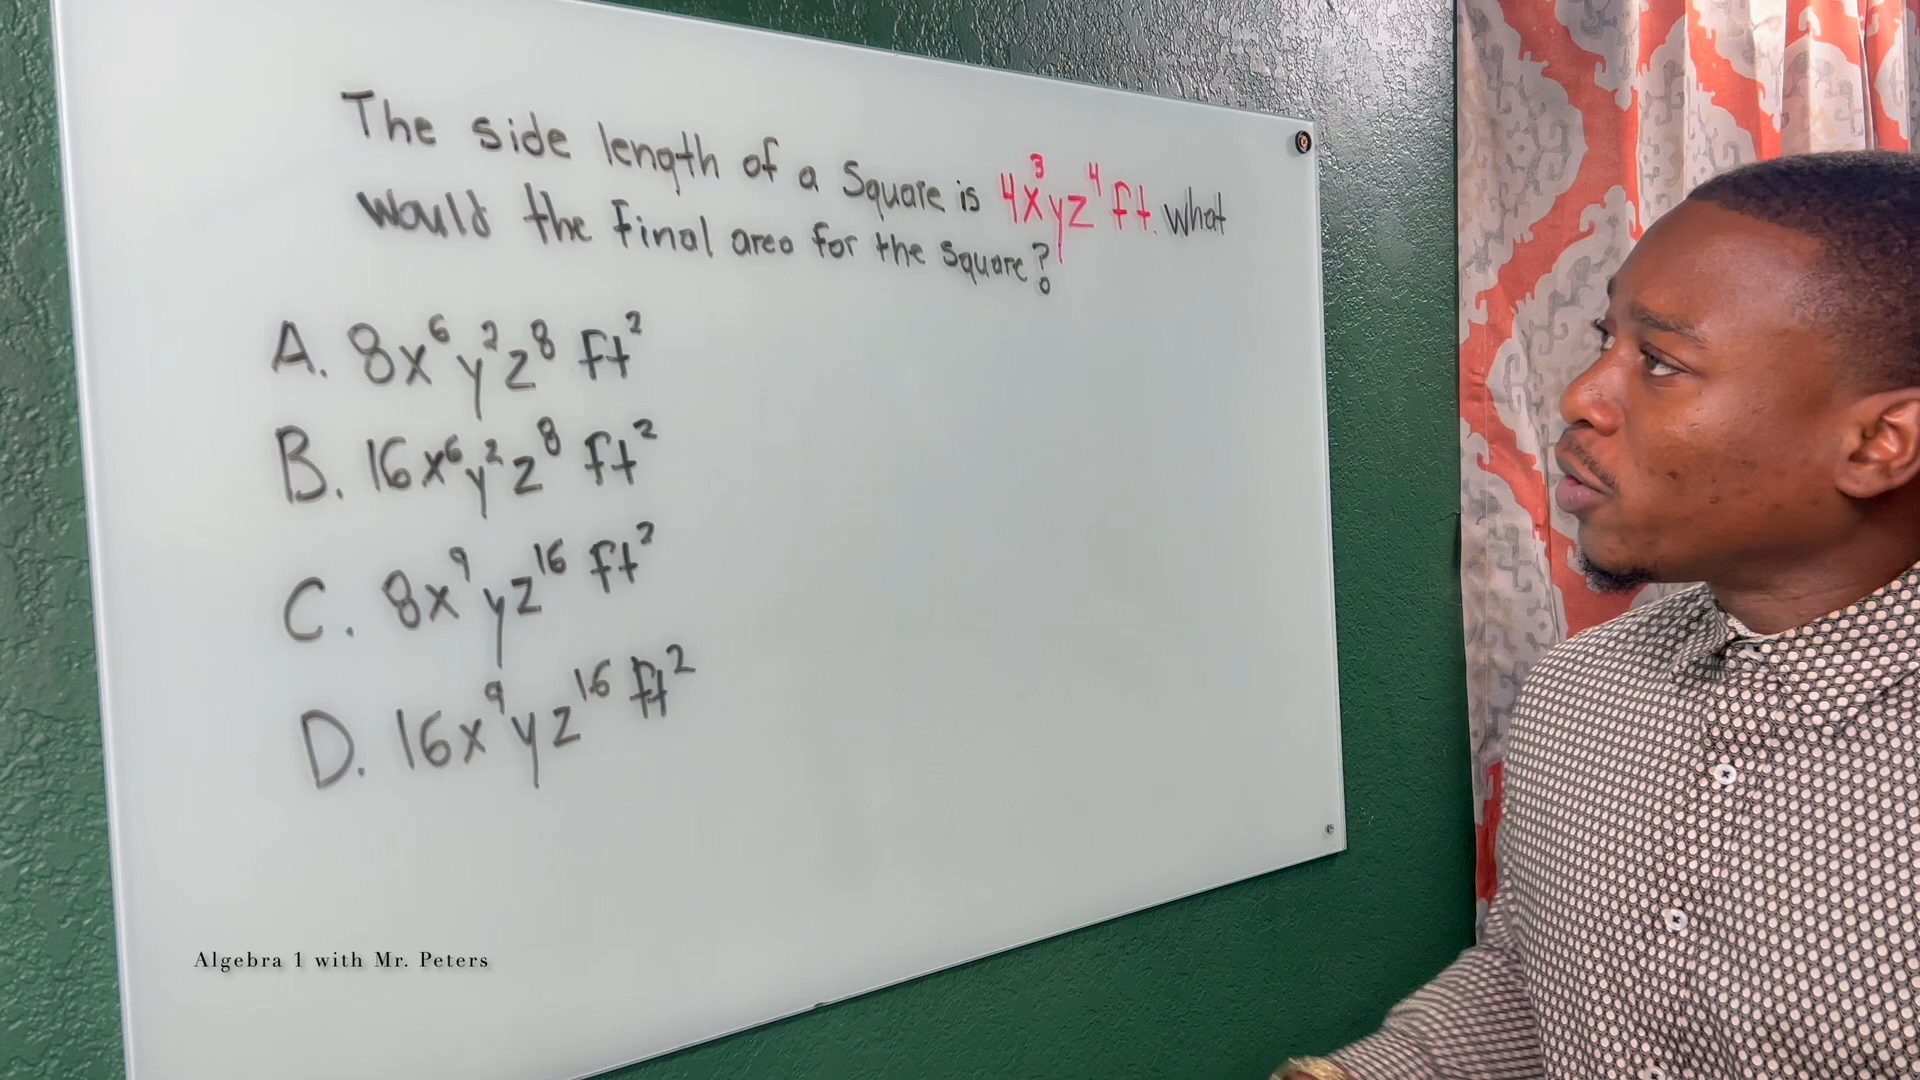 The side length of a Square is 4x³yz⁴ ft. What
would the final area for the square?
A. 8x⁶y²z⁸ ft²
B. 16x⁶y²z⁸ ft²
C. 8x⁹yz¹⁶ ft²
D. 16x⁹yz¹⁶ ft²
Algebra 1 with Mr. Peters